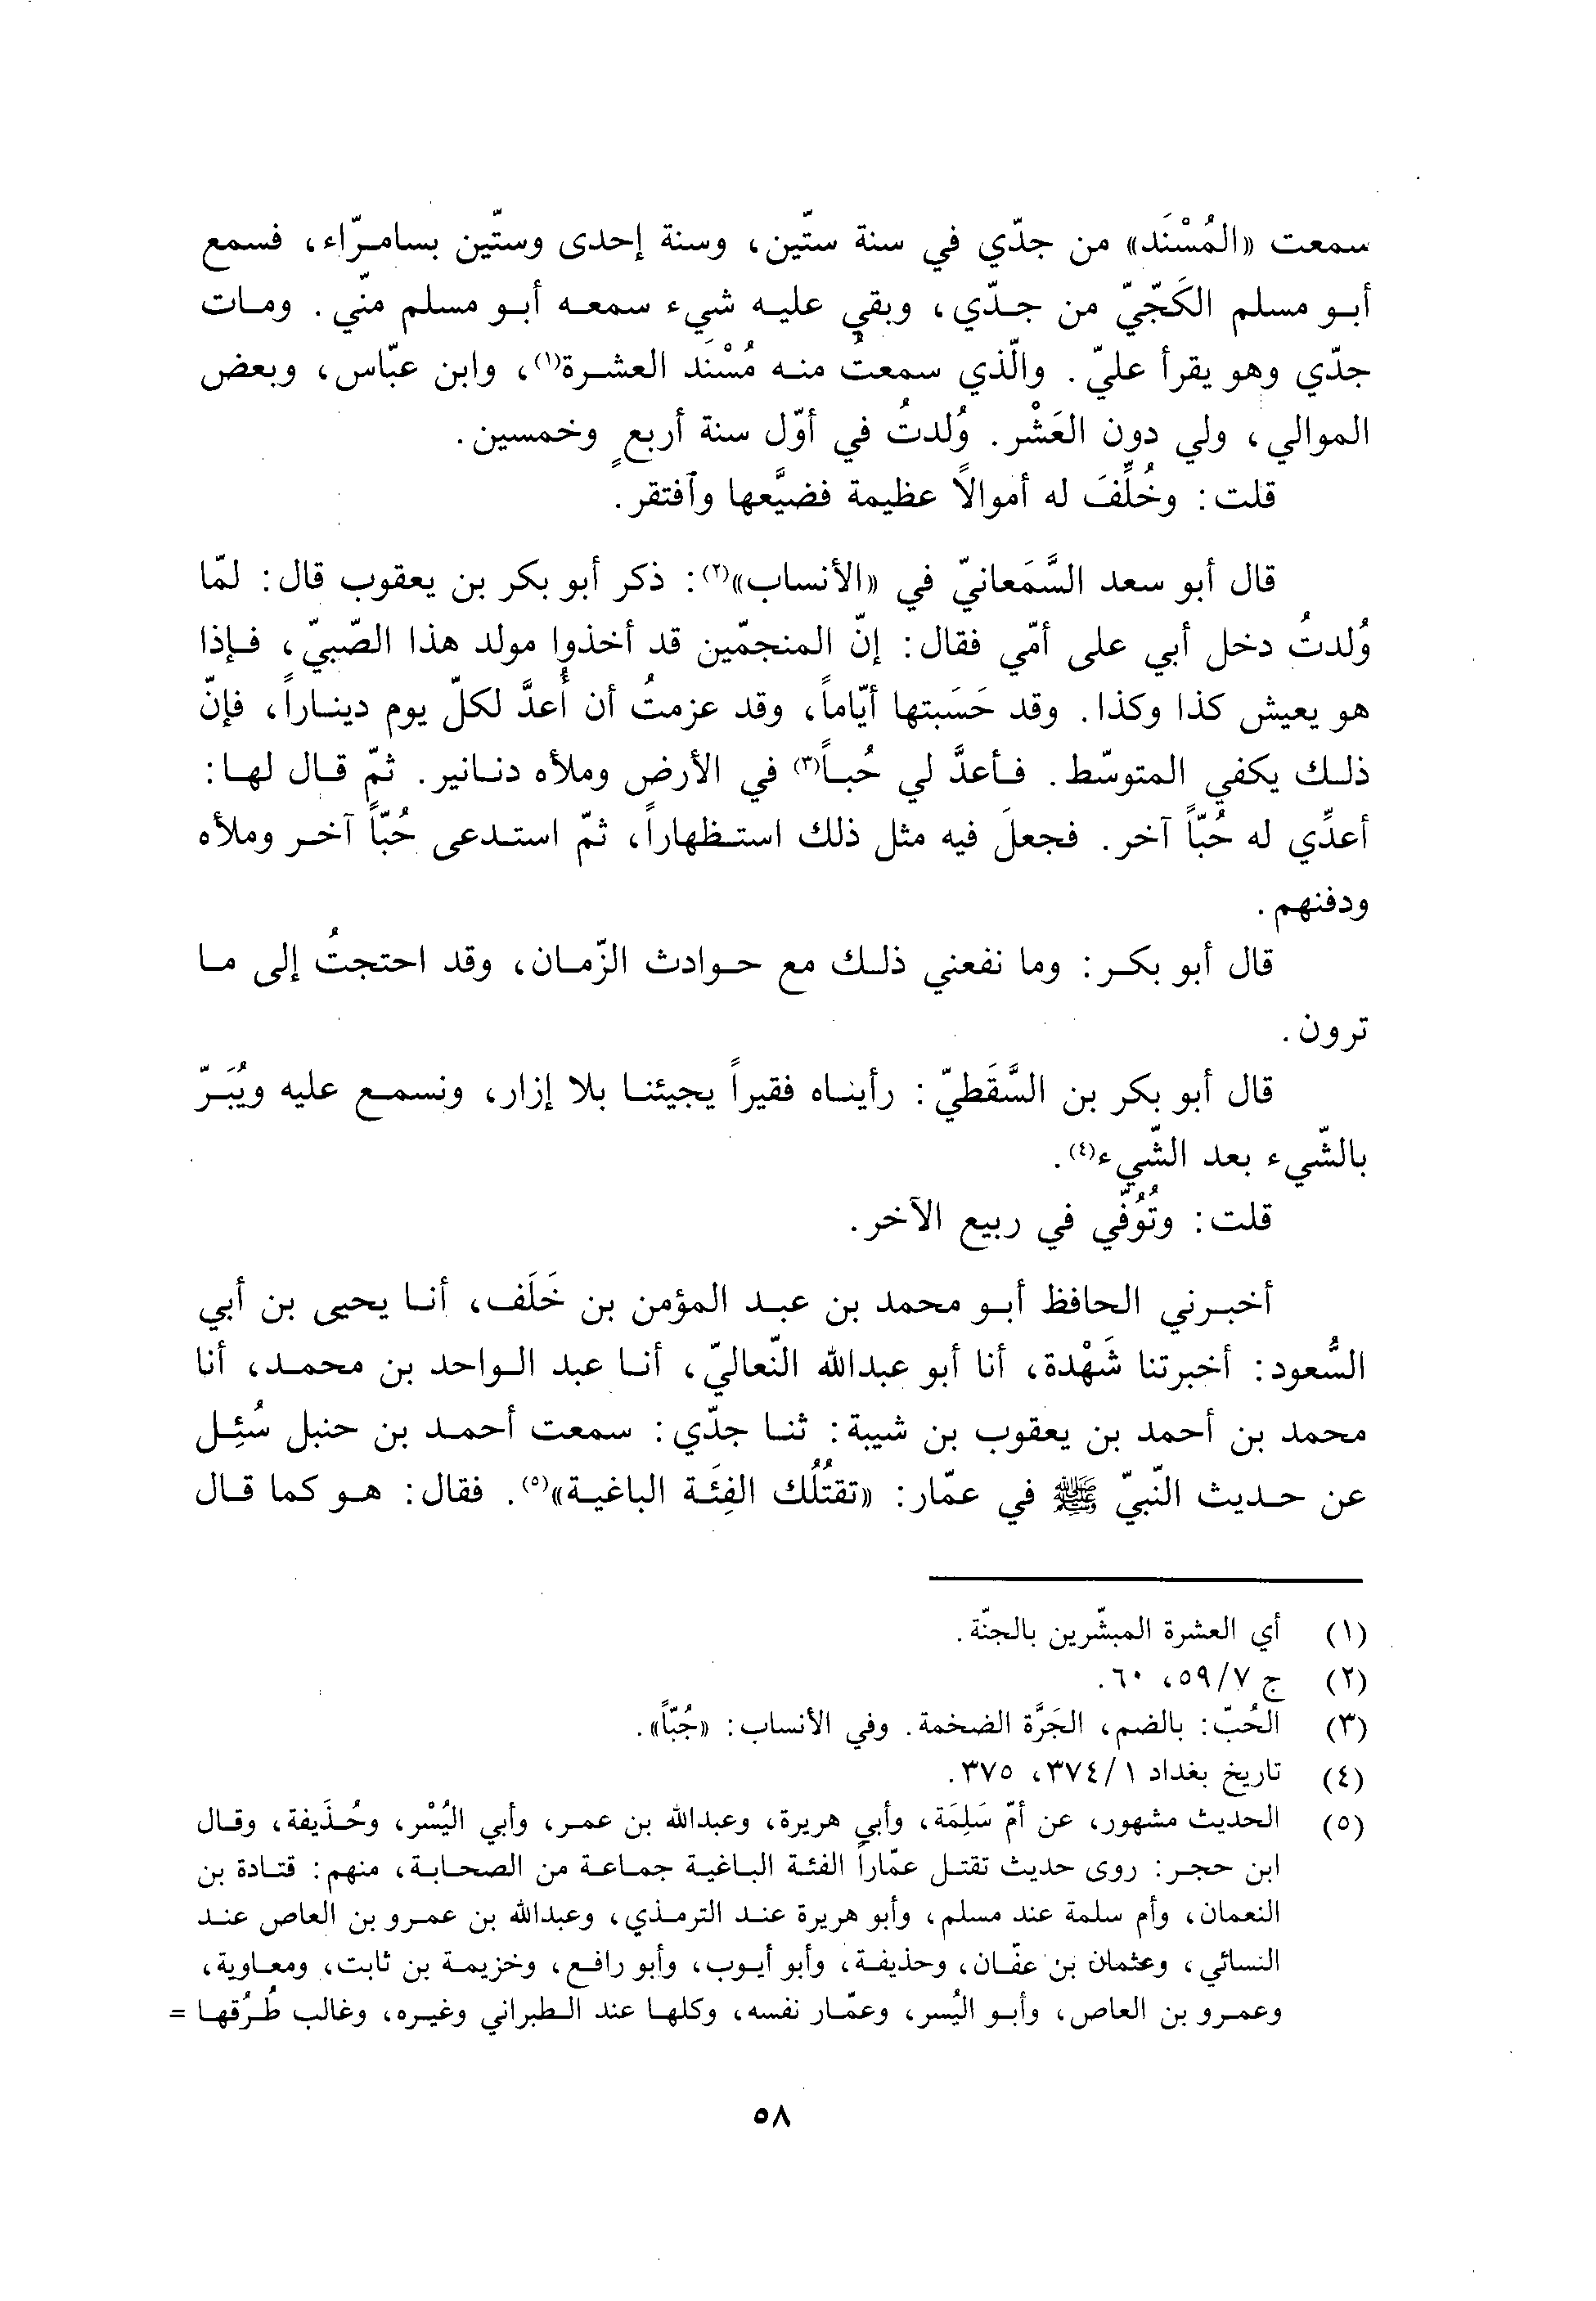 سمعت «المُسْنَد» من جدّي في سنة ستّين، وسنة إحدى وستّين بسامرّاء، فسمع
أبو مسلم الكَجّيّ من جدّي، وبقي عليه شيء سمعه أبو مسلم منّي. ومات
جدّي وهو يقرأ عليّ. والّذي سمعتُ منه مُسْنَد العشرة(١)، وابن عبّاس، وبعض
الموالي، ولي دون العَشْر. وُلدتُ في أوّل سنة أربعٍ وخمسين.
قلت: وخُلِّفَ له أموالاً عظيمة فضيَّعها وٱفتقر.
قال أبو سعد السَّمَعانيّ في «الأنساب»(٢): ذكر أبو بكر بن يعقوب قال: لمّا
وُلدتُ دخل أبي على أمّي فقال: إنّ المنجمّين قد أخذوا مولد هذا الصّبيّ، فإذا
هو يعيش كذا وكذا. وقد حَسَبتها أيّاماً، وقد عزمتُ أن أُعدَّ لكلّ يوم ديناراً، فإنّ
ذلك يكفي المتوسّط. فأعدَّ لي حُباً(٣) في الأرض وملأه دنانير. ثمّ قال لها:
أعدِّي له حُبّاً آخر. فجعلَ فيه مثل ذلك استظهاراً، ثمّ استدعى حُبّاً آخر وملأه
ودفنهم.
قال أبو بكر: وما نفعني ذلك مع حوادث الزّمان، وقد احتجتُ إلى ما
ترون.
قال أبو بكر بن السَّقَطيّ: رأيناه فقيراً يجيئنا بلا إزار، ونسمع عليه ويُبَرّ
بالشّيء بعد الشّيء(٤).
قلت: وتُوُفّي في ربيع الآخر.
أخبرني الحافظ أبو محمد بن عبد المؤمن بن خَلَف، أنا يحيى بن أبي
السُّعود: أخبرتنا شَهْدة، أنا أبو عبدالله النّعاليّ، أنا عبد الواحد بن محمد، أنا
محمد بن أحمد بن يعقوب بن شيبة: ثنا جدّي: سمعت أحمد بن حنبل سُئِل
عن حديث النّبيّ ﷺ في عمّار: «تقتُلُك الفِئَة الباغية»(٥). فقال: هو كما قال
(١) أي العشرة المبشّرين بالجنّة.
(٢) ج ٥٩/٧، ٦٠.
(٣) الحُبّ: بالضم، الجَرَّة الضخمة. وفي الأنساب: «جُبّاً».
(٤) تاريخ بغداد ٣٧٤/١، ٣٧٥.
(٥) الحديث مشهور، عن أمّ سَلِمَة، وأبي هريرة، وعبدالله بن عمر، وأبي اليُسْر، وحُذَيفة، وقال
ابن حجر: روى حديث تقتل عمّاراً الفئة الباغية جماعة من الصحابة، منهم: قتادة بن
النعمان، وأم سلمة عند مسلم، وأبو هريرة عند الترمذي، وعبدالله بن عمرو بن العاص عند
النسائي، وعثمان بن عفّان، وحذيفة، وأبو أيوب، وأبو رافع، وخزيمة بن ثابت، ومعاوية،
وعمرو بن العاص، وأبو اليُسر، وعمّار نفسه، وكلها عند الطبراني وغيره، وغالب طُرُقها =
٥٨